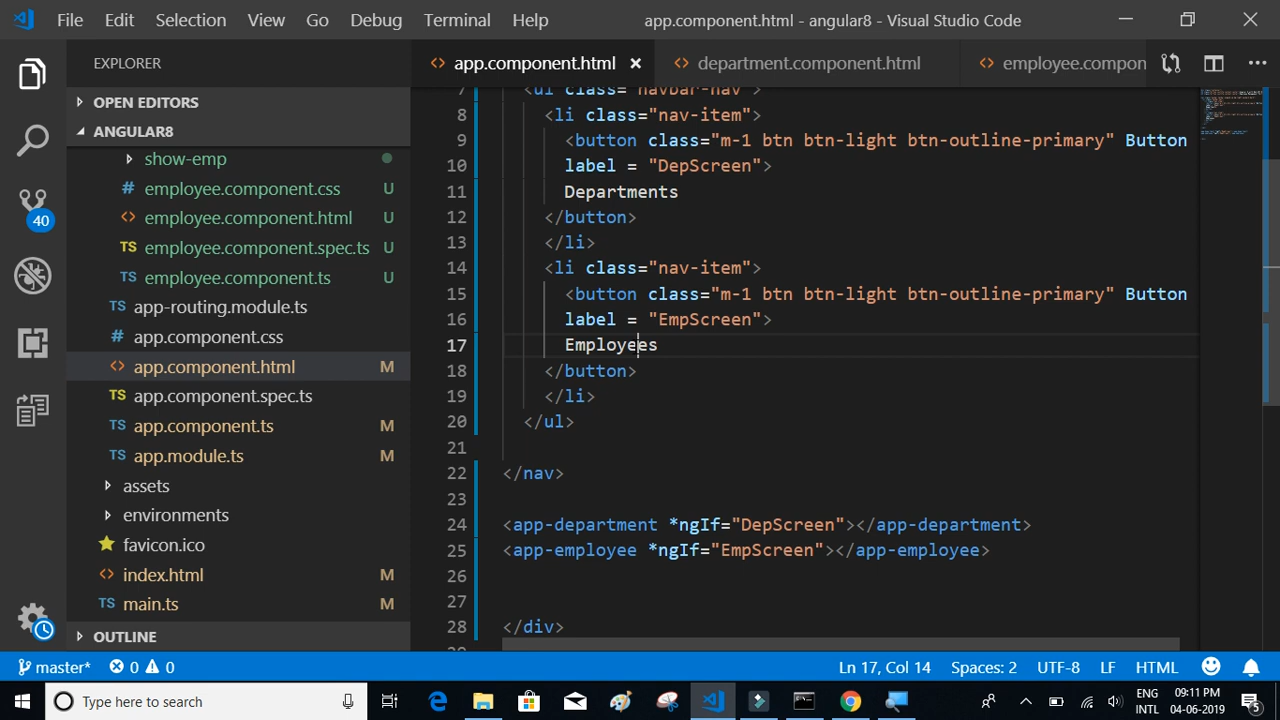 File Edit Selection View Go Debug Terminal Help app.component.html - angular8 - Visual Studio Code
EXPLORER
app.component.html department.component.html employee.compon
OPEN EDITORS
ANGULAR8
show-emp
employee.component.css U
employee.component.html U
employee.component.spec.ts U
employee.component.ts U
app-routing.module.ts
app.component.css
app.component.html M
app.component.spec.ts
app.component.ts M
app.module.ts M
assets
environments
favicon.ico
index.html M
main.ts M
OUTLINE
40
7 <ul class="navbar-nav">
8 <li class="nav-item">
9 <button class="m-1 btn btn-light btn-outline-primary" Button
10 label = "DepScreen">
11 Departments
12 </button>
13 </li>
14 <li class="nav-item">
15 <button class="m-1 btn btn-light btn-outline-primary" Button
16 label = "EmpScreen">
17 Employees
18 </button>
19 </li>
20 </ul>
21
22 </nav>
23
24 <app-department *ngIf="DepScreen"></app-department>
25 <app-employee *ngIf="EmpScreen"></app-employee>
26
27
28 </div>
master* 0 0 Ln 17, Col 14 Spaces: 2 UTF-8 LF HTML
Type here to search
ENG 09:11 PM
INTL 04-06-2019 5